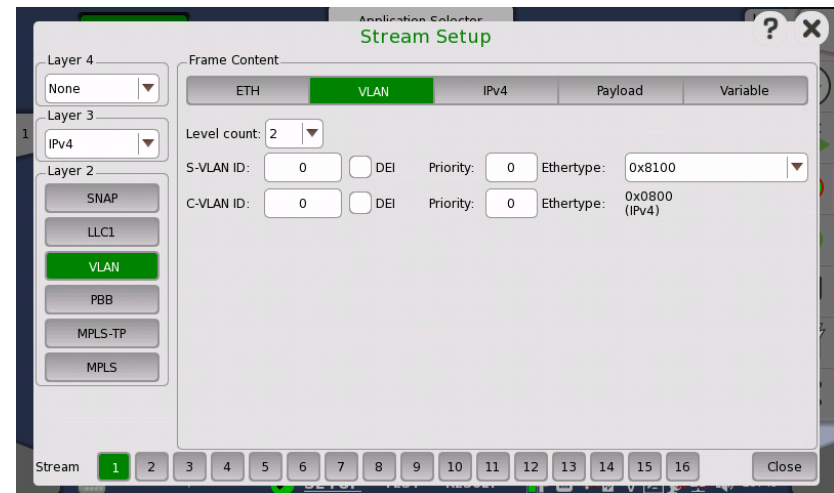 Application Selector
Stream Setup
? X
Layer 4
None
Layer 3
IPv4
Layer 2
SNAP
LLC1
VLAN
PBB
MPLS-TP
MPLS
1
Frame Content
ETH VLAN IPv4 Payload Variable
Level count: 2
S-VLAN ID: 0 DEI Priority: 0 Ethertype: 0x8100
C-VLAN ID: 0 DEI Priority: 0 Ethertype: 0x0800
(IPv4)
Stream 1 2 3 4 5 6 7 8 9 10 11 12 13 14 15 16 Close